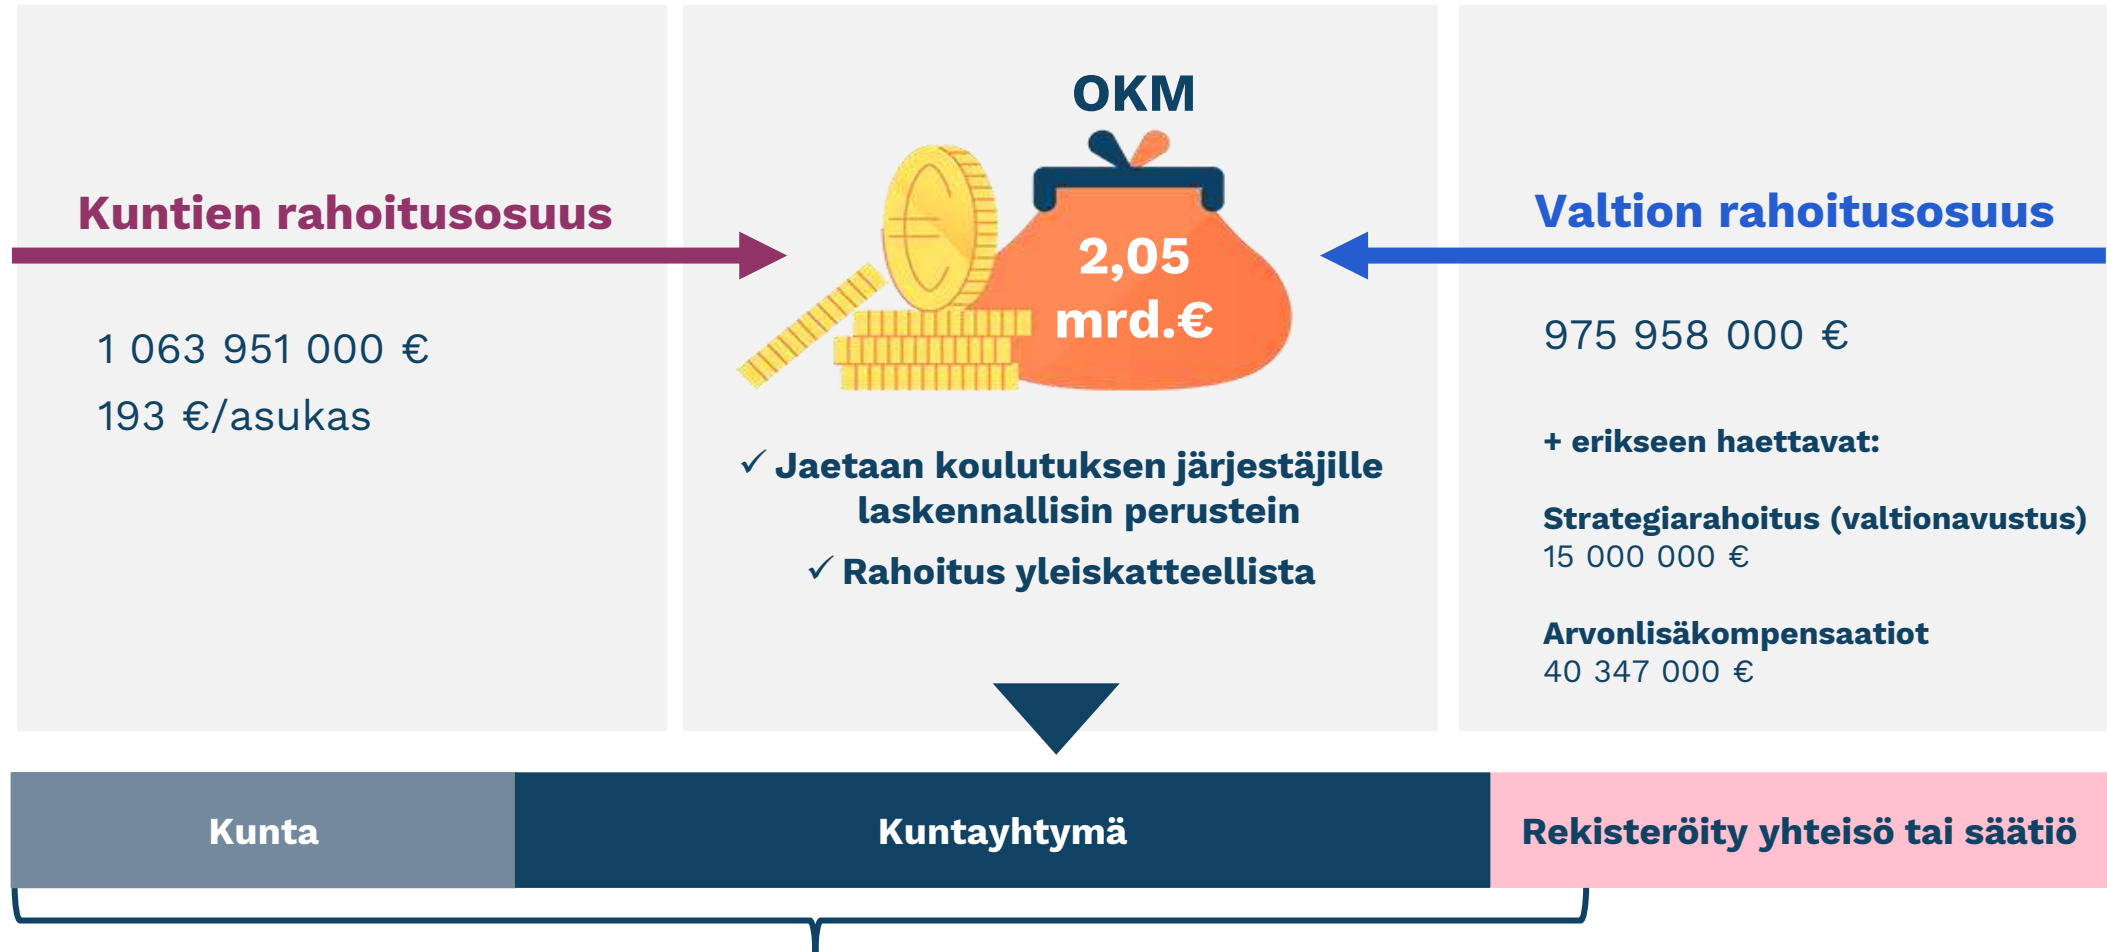 Kuntien rahoitusosuus
1 063 951 000 €
193 €/asukas
OKM
2,05
mrd.€
✓ Jaetaan koulutuksen järjestäjille
laskennallisin perustein
✓ Rahoitus yleiskatteellista
Valtion rahoitusosuus
975 958 000 €
+ erikseen haettavat:
Strategiarahoitus (valtionavustus)
15 000 000 €
Arvonlisäkompensaatiot
40 347 000 €
Kunta
Kuntayhtymä
Rekisteröity yhteisö tai säätiö